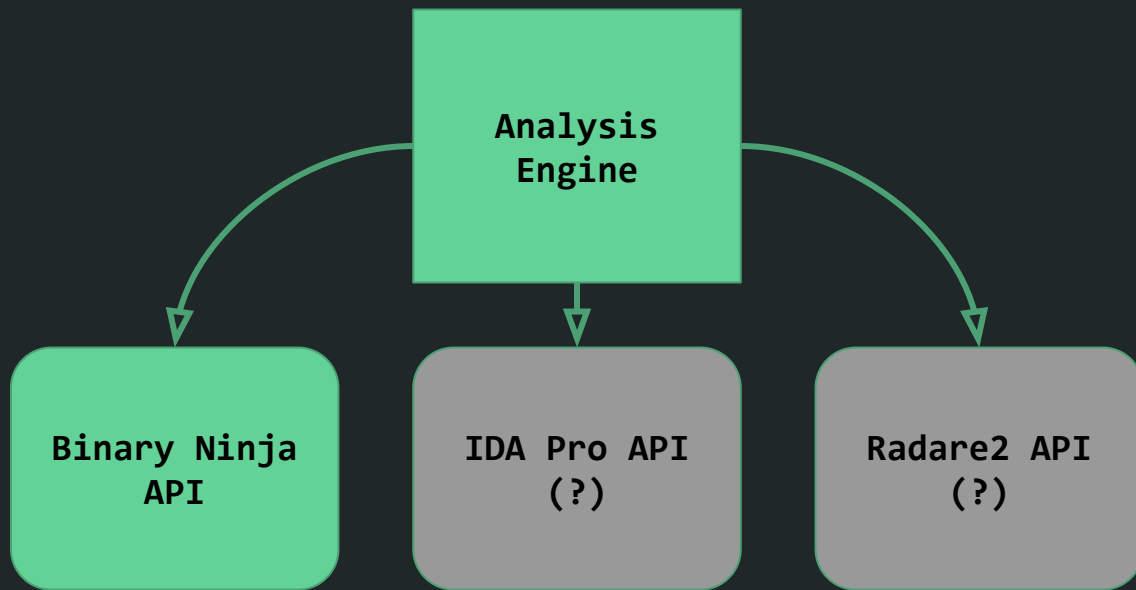 Analysis
Engine
Binary Ninja
API
IDA Pro API
(?)
Radare2 API
(?)